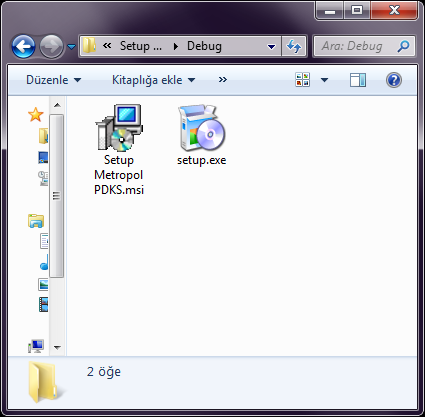 « Setup ... ▸ Debug
Ara: Debug
Düzenle
Kitaplığa ekle
»
Setup
Metropol
PDKS.msi
setup.exe
2 öğe